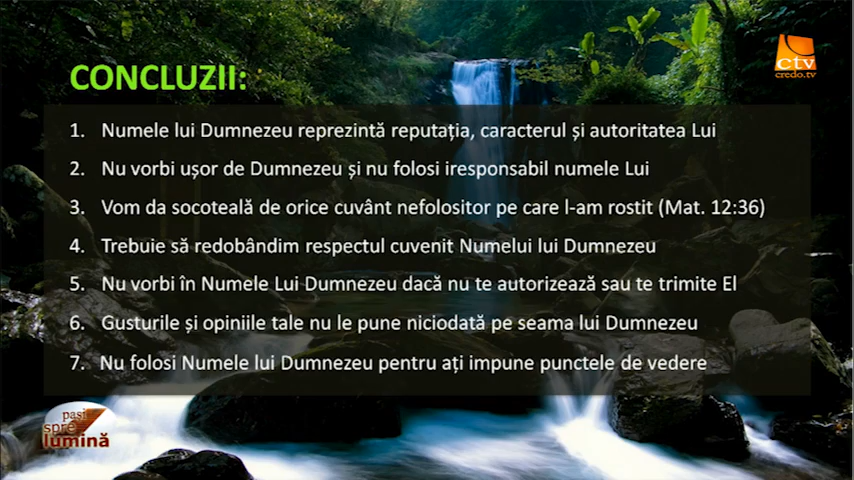 CONCLUZII:
ctv
credo.tv
1. Numele lui Dumnezeu reprezintă reputația, caracterul și autoritatea Lui
2. Nu vorbi ușor de Dumnezeu și nu folosi iresponsabil numele Lui
3. Vom da socoteală de orice cuvânt nefolositor pe care l-am rostit (Mat. 12:36)
4. Trebuie să redobândim respectul cuvenit Numelui lui Dumnezeu
5. Nu vorbi în Numele Lui Dumnezeu dacă nu te autorizează sau te trimite El
6. Gusturile și opiniile tale nu le pune niciodată pe seama lui Dumnezeu
7. Nu folosi Numele lui Dumnezeu pentru ați impune punctele de vedere
pași
spre
lumină